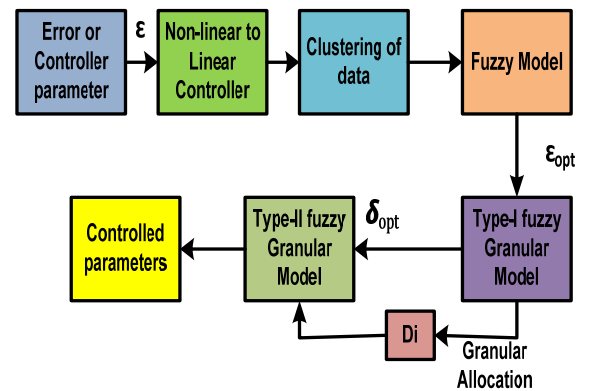 Error or
Controller
parameter
ε
Non-linear to
Linear
Controller
Clustering of
data
Fuzzy Model
εopt
Type-I fuzzy
Granular
Model
δopt
Type-II fuzzy
Granular
Model
Controlled
parameters
Di
Granular
Allocation